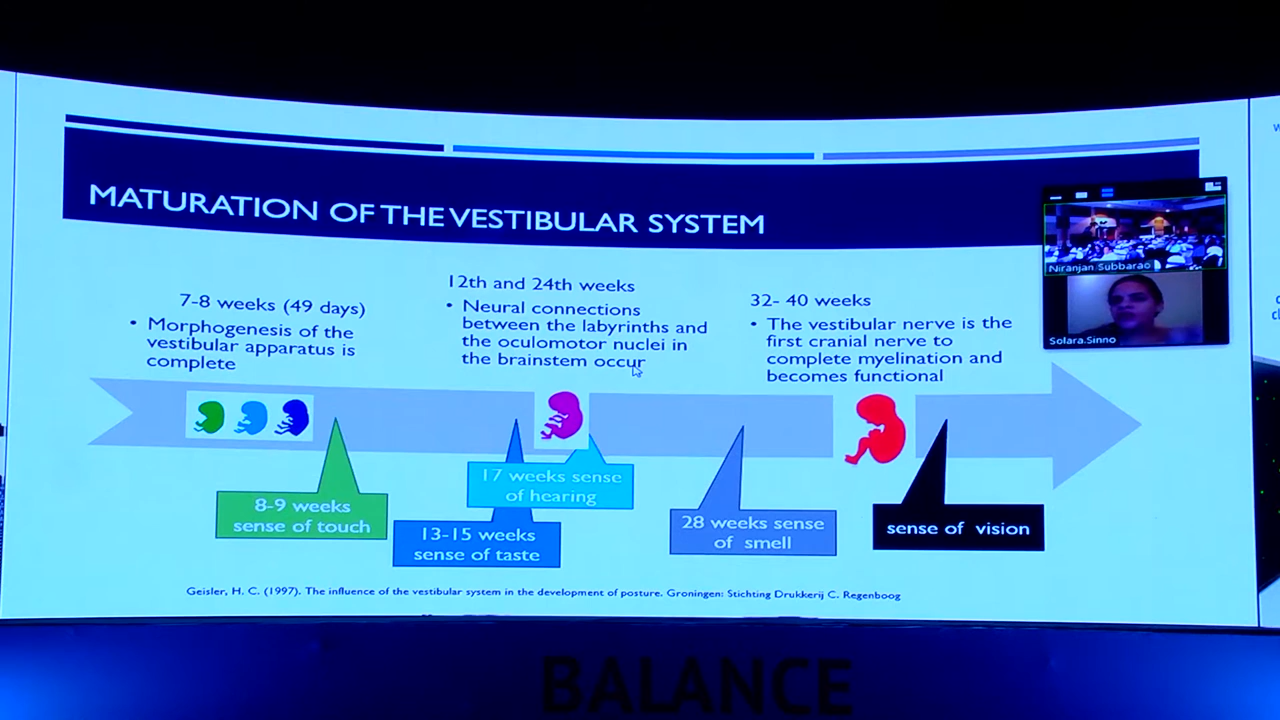 MATURATION OF THE VESTIBULAR SYSTEM
7-8 weeks (49 days)
• Morphogenesis of the
vestibular apparatus is
complete
12th and 24th weeks
• Neural connections
between the labyrinths and
the oculomotor nuclei in
the brainstem occur
32- 40 weeks
• The vestibular nerve is the
first cranial nerve to
complete myelination and
becomes functional
Niranjan Subbarao
Solara.Sinno
17 weeks sense
of hearing
8-9 weeks
sense of touch
13-15 weeks
sense of taste
28 weeks sense
of smell
sense of vision
Geisler, H. C. (1997). The influence of the vestibular system in the development of posture. Groningen: Stichting Drukkerij C. Regenboog
BALANCE